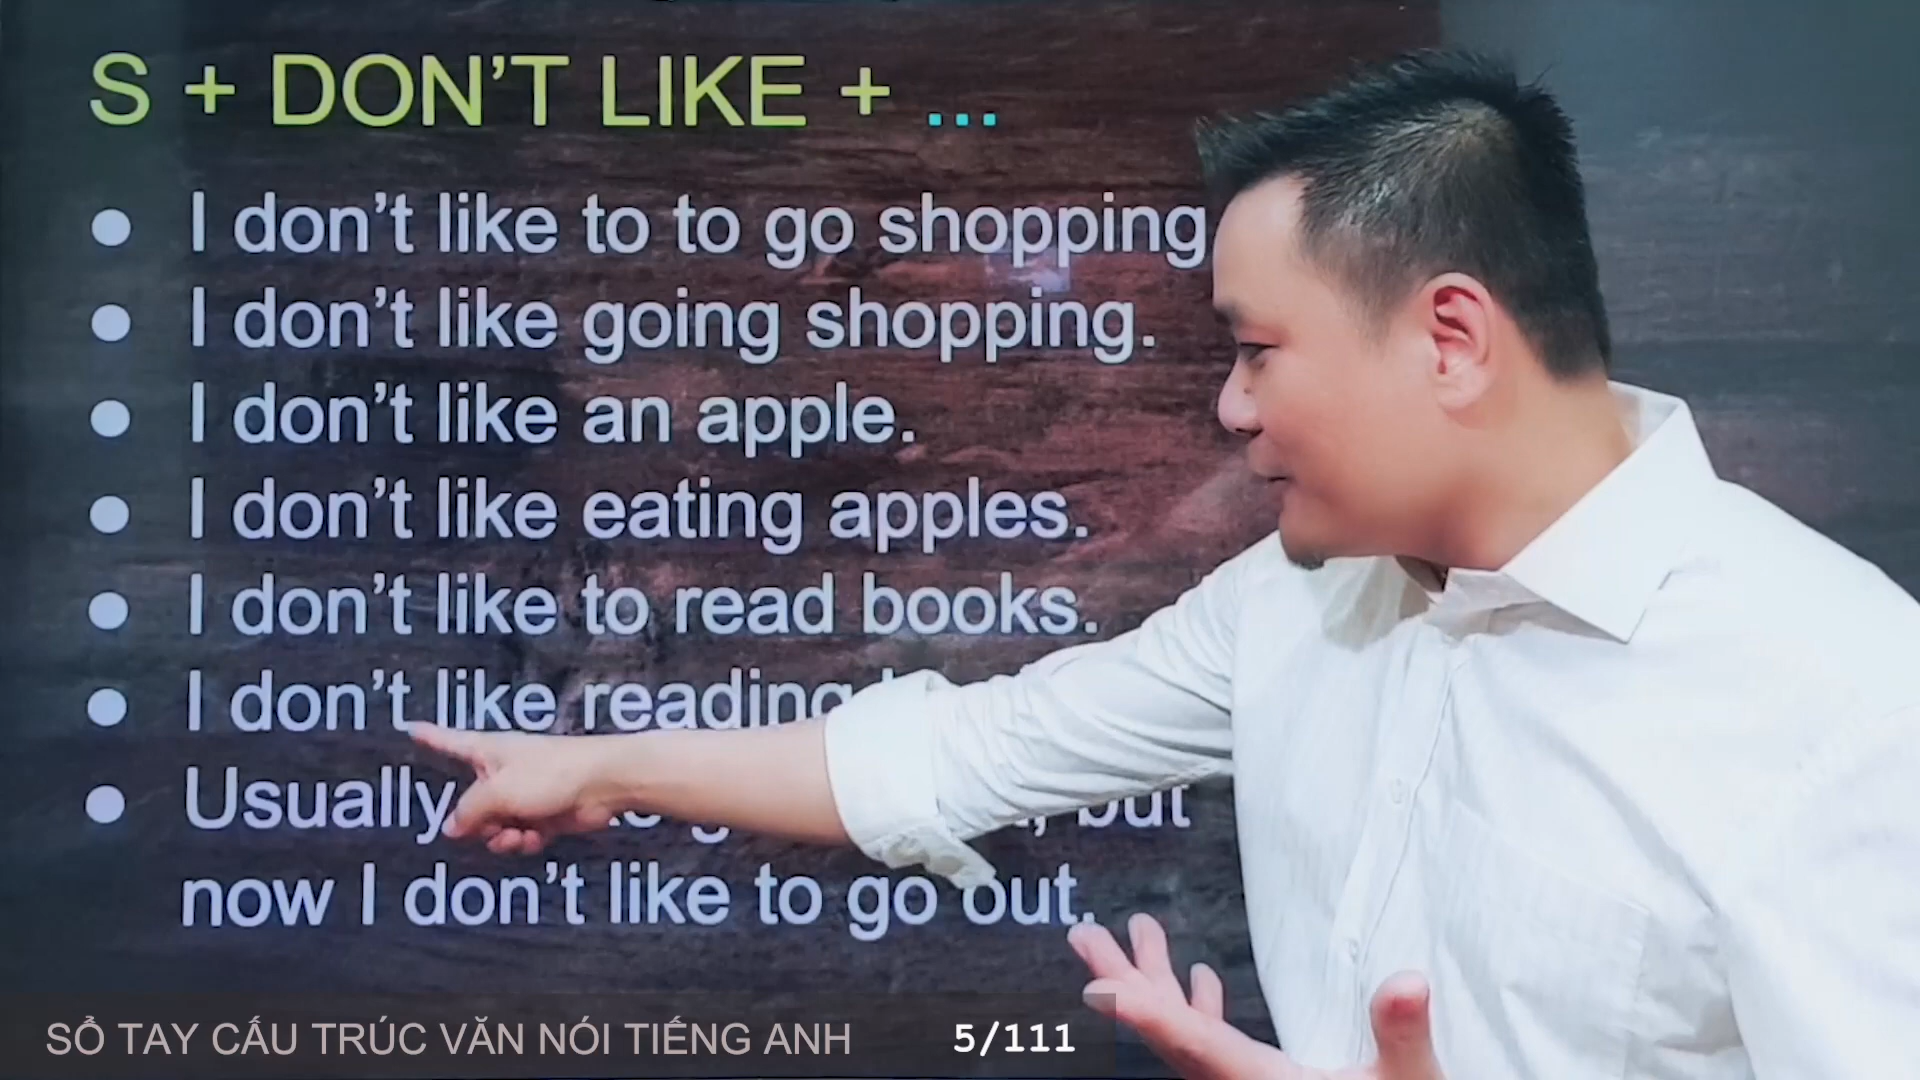 S + DON'T LIKE + ...
● I don't like to to go shopping
● I don't like going shopping.
● I don't like an apple.
● I don't like eating apples.
● I don't like to read books.
● I don't like reading
● Usually but
now I don't like to go out.
SỔ TAY CẤU TRÚC VĂN NÓI TIẾNG ANH 5/111